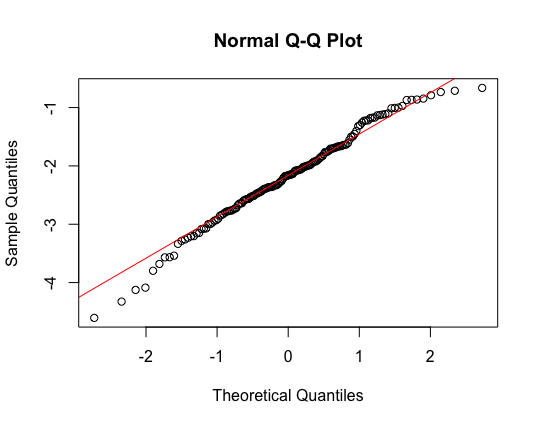 Normal Q-Q Plot
Sample Quantiles
-1
-2
-3
-4
-2 -1 0 1 2
Theoretical Quantiles